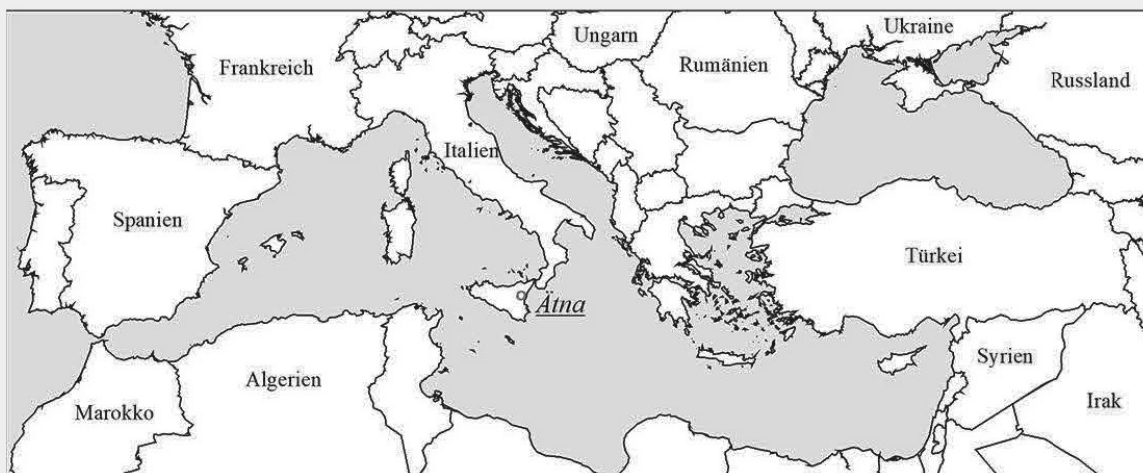 Ungarn
Ukraine
Frankreich
Rumänien
Russland
Italien
Spanien
Türkei
Ätna
Syrien
Algerien
Marokko
Irak